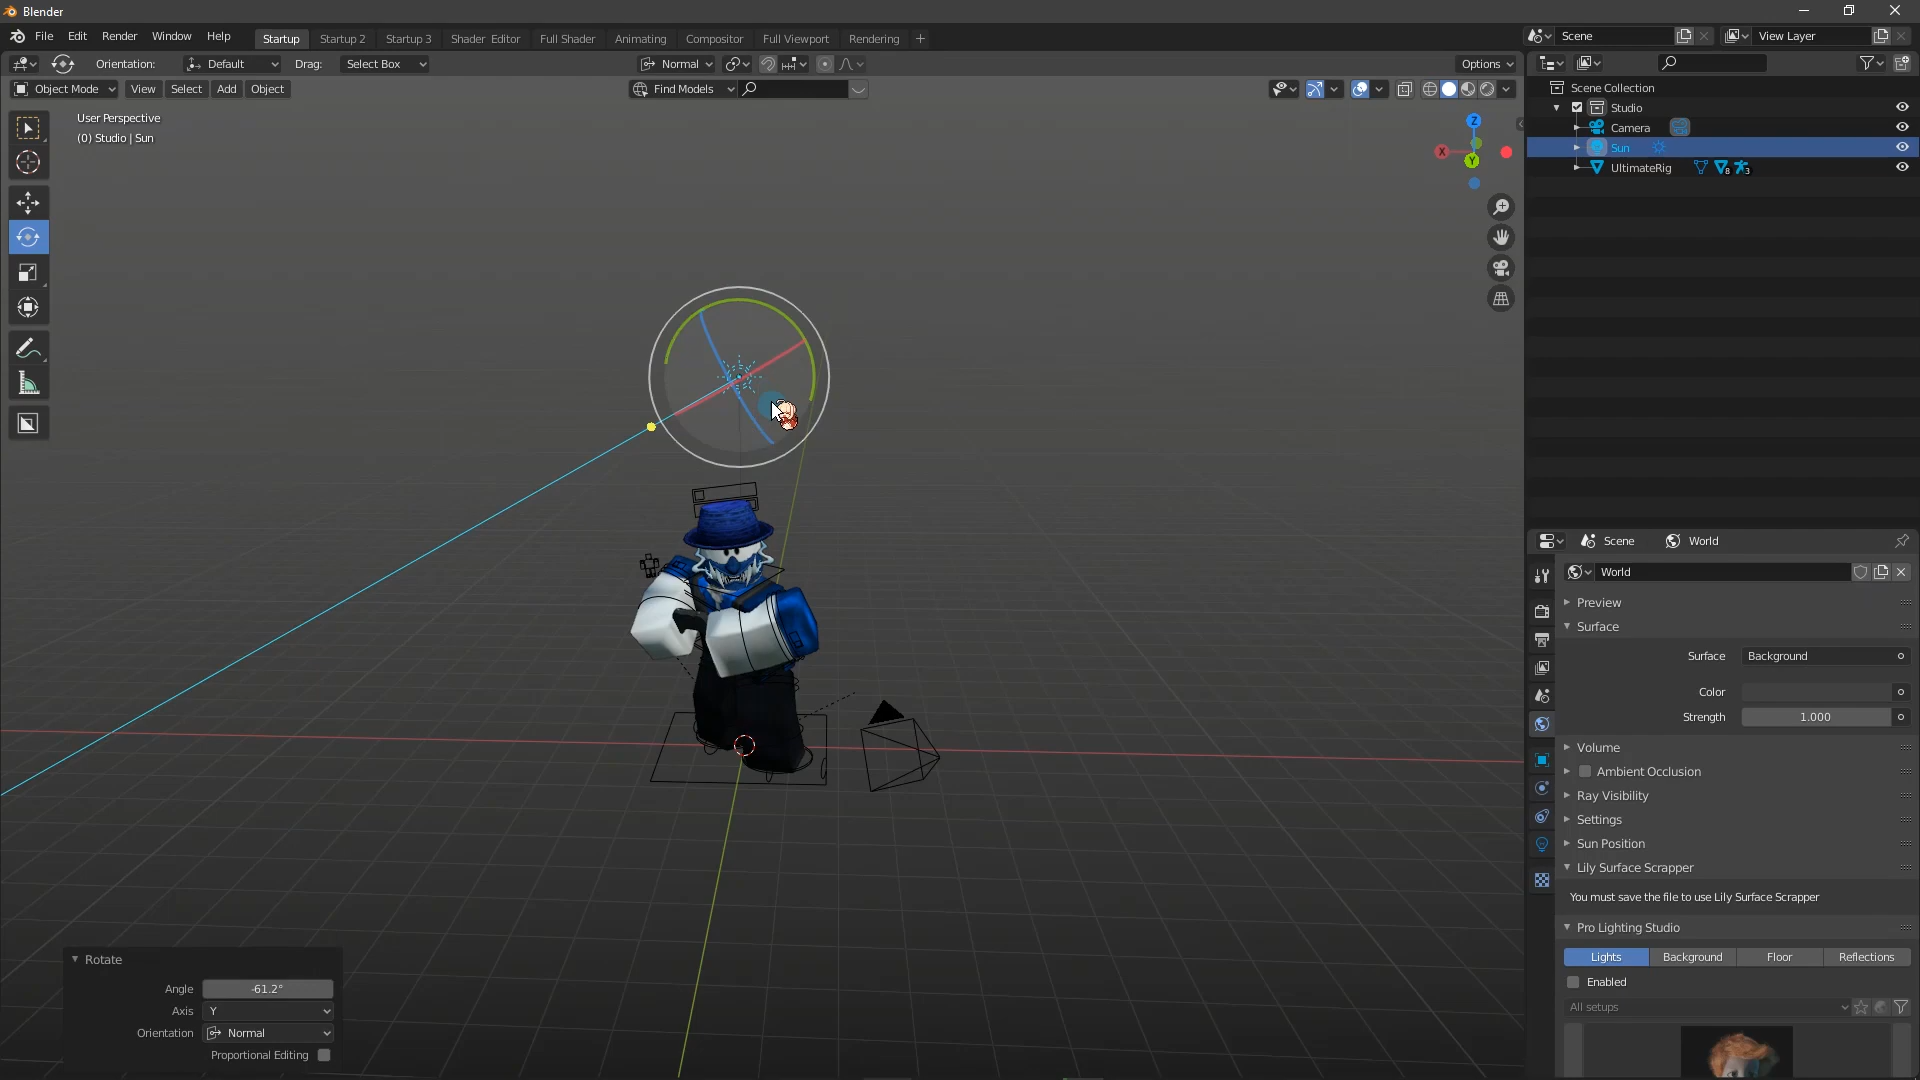 Blender
File Edit Render Window Help
Startup Startup 2 Startup 3 Shader Editor Full Shader Animating Compositor Full Viewport Rendering +
Scene
View Layer
Orientation: Default Drag: Select Box
Normal
Options
Object Mode View Select Add Object
Find Models
User Perspective
(0) Studio | Sun
Z
X
Y
Scene Collection
Studio
Camera
Sun
UltimateRig 8 3
Scene World
World
Preview
Surface
Surface Background
Color
Strength 1.000
Volume
Ambient Occlusion
Ray Visibility
Settings
Sun Position
Lily Surface Scrapper
You must save the file to use Lily Surface Scrapper
Pro Lighting Studio
Lights Background Floor Reflections
Enabled
All setups
Rotate
Angle -61.2°
Axis Y
Orientation Normal
Proportional Editing